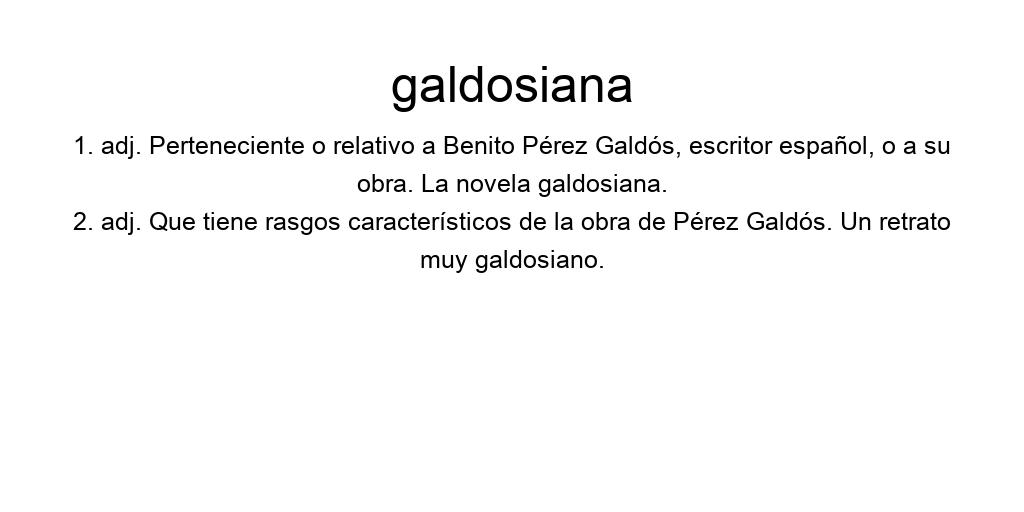 galdosiana
1. adj. Perteneciente o relativo a Benito Pérez Galdós, escritor español, o a su
obra. La novela galdosiana.
2. adj. Que tiene rasgos característicos de la obra de Pérez Galdós. Un retrato
muy galdosiano.